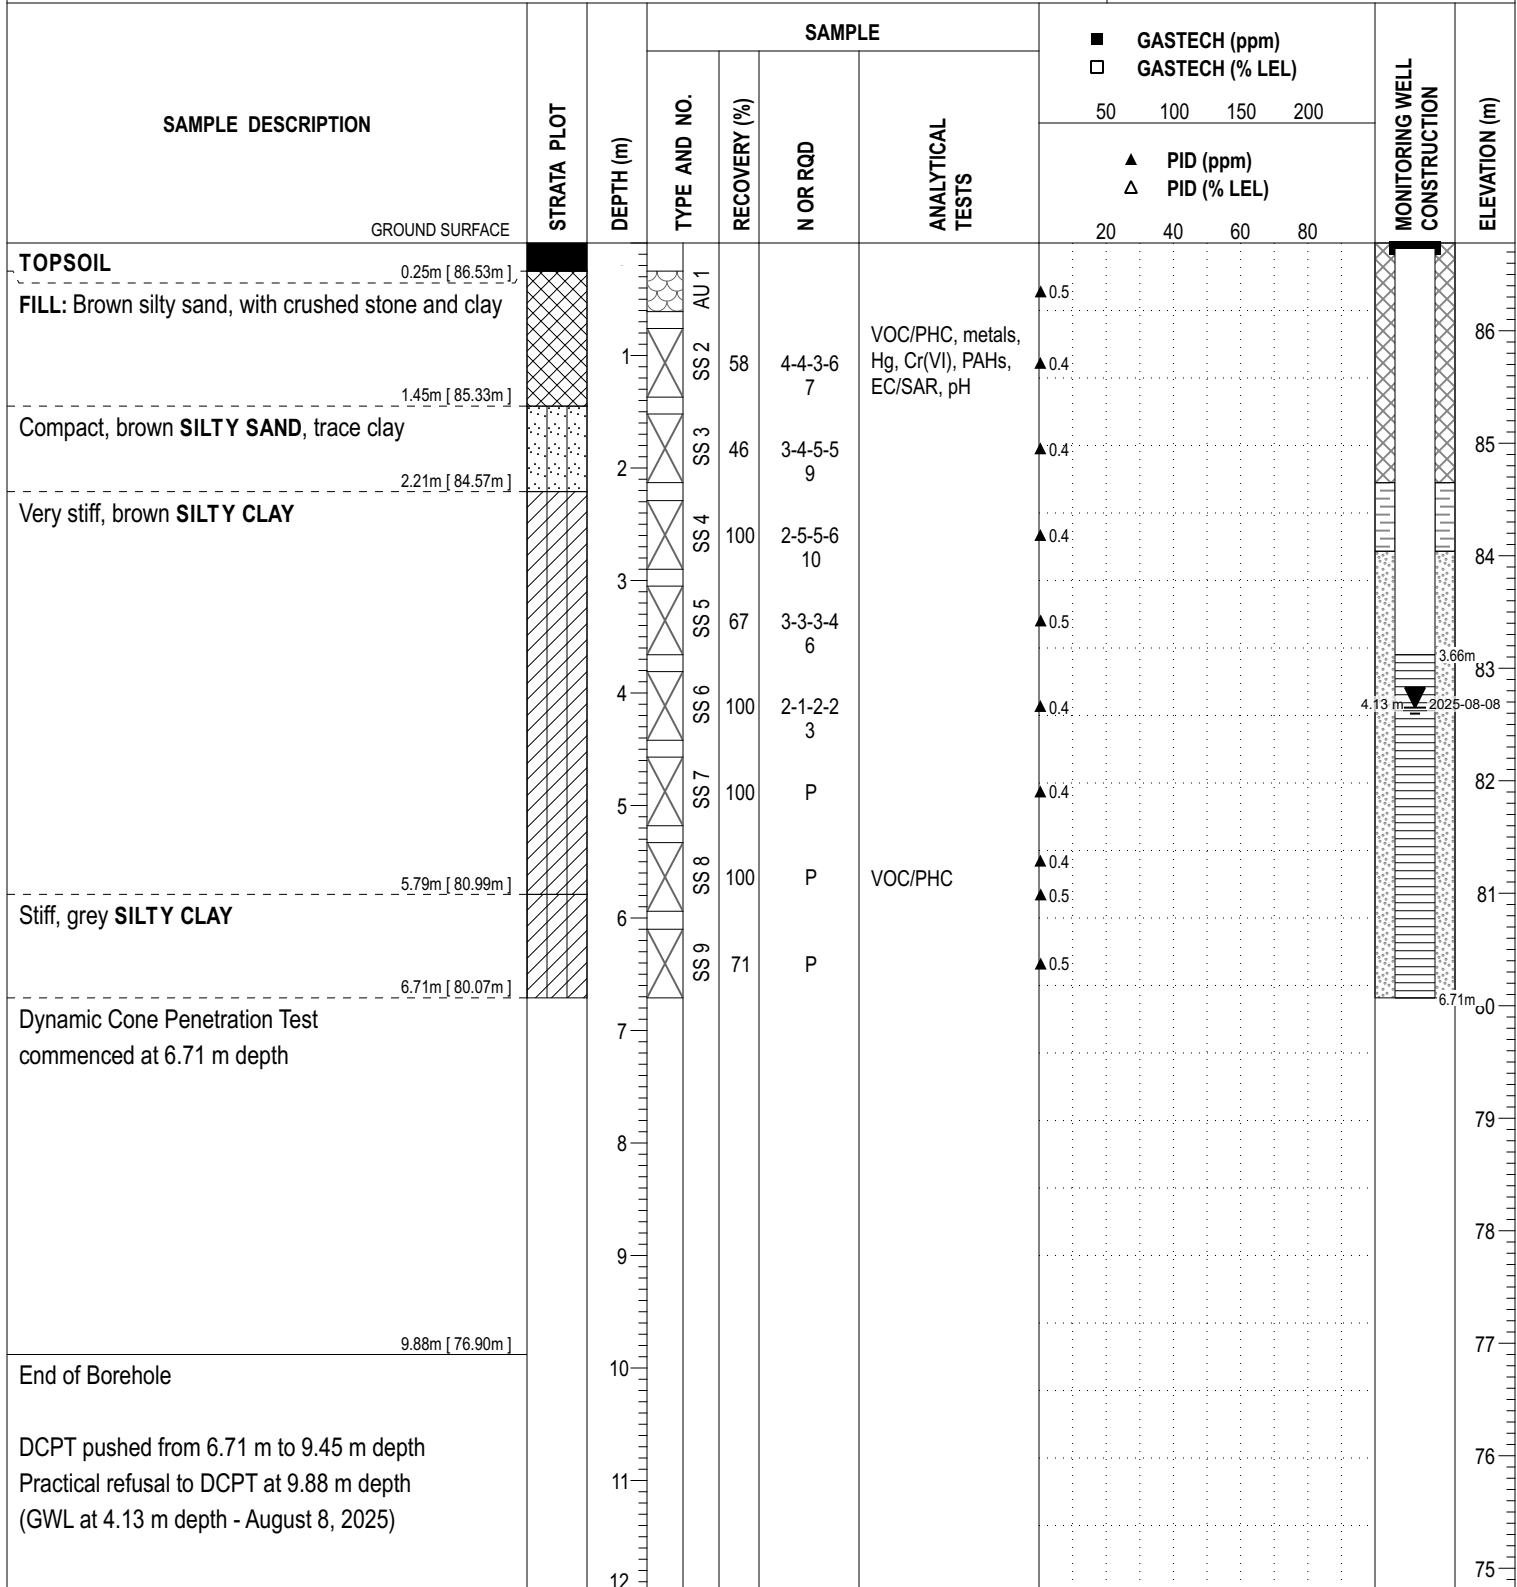 SAMPLE DESCRIPTION
GROUND SURFACE
STRATA PLOT
DEPTH (m)
SAMPLE
TYPE AND NO.
RECOVERY (%)
N OR RQD
ANALYTICAL
TESTS
■ GASTECH (ppm)
□ GASTECH (% LEL)
50 100 150 200
▲ PID (ppm)
△ PID (% LEL)
20 40 60 80
MONITORING WELL
CONSTRUCTION
ELEVATION (m)
TOPSOIL
0.25m [ 86.53m ]
FILL: Brown silty sand, with crushed stone and clay
1.45m [ 85.33m ]
Compact, brown SILTY SAND, trace clay
2.21m [ 84.57m ]
Very stiff, brown SILTY CLAY
5.79m [ 80.99m ]
Stiff, grey SILTY CLAY
6.71m [ 80.07m ]
Dynamic Cone Penetration Test
commenced at 6.71 m depth
9.88m [ 76.90m ]
End of Borehole
DCPT pushed from 6.71 m to 9.45 m depth
Practical refusal to DCPT at 9.88 m depth
(GWL at 4.13 m depth - August 8, 2025)
1
2
3
4
5
6
7
8
9
10
11
12
AU 1
SS 2
SS 3
SS 4
SS 5
SS 6
SS 7
SS 8
SS 9
58
46
100
67
100
100
100
71
4-4-3-6
7
3-4-5-5
9
2-5-5-6
10
3-3-3-4
6
2-1-2-2
3
P
P
P
VOC/PHC, metals,
Hg, Cr(VI), PAHs,
EC/SAR, pH
VOC/PHC
▲0.5
▲0.4
▲0.4
▲0.4
▲0.5
▲0.4
▲0.4
▲0.4
▲0.5
▲0.5
3.66m
4.13 m
2025-08-08
6.71m
86
85
84
83
82
81
79
78
77
76
75